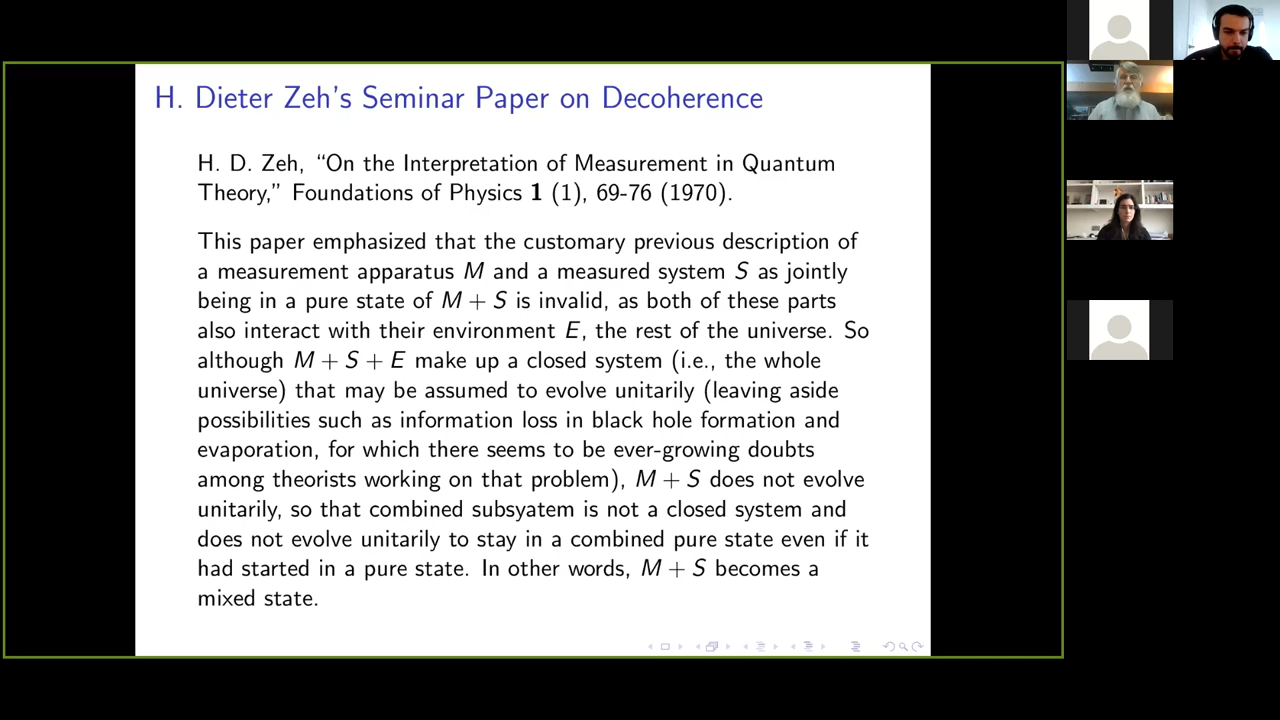 H. Dieter Zeh's Seminar Paper on Decoherence
H. D. Zeh, “On the Interpretation of Measurement in Quantum
Theory,” Foundations of Physics 1 (1), 69-76 (1970).
This paper emphasized that the customary previous description of
a measurement apparatus M and a measured system S as jointly
being in a pure state of M + S is invalid, as both of these parts
also interact with their environment E, the rest of the universe. So
although M + S + E make up a closed system (i.e., the whole
universe) that may be assumed to evolve unitarily (leaving aside
possibilities such as information loss in black hole formation and
evaporation, for which there seems to be ever-growing doubts
among theorists working on that problem), M + S does not evolve
unitarily, so that combined subsyatem is not a closed system and
does not evolve unitarily to stay in a combined pure state even if it
had started in a pure state. In other words, M + S becomes a
mixed state.